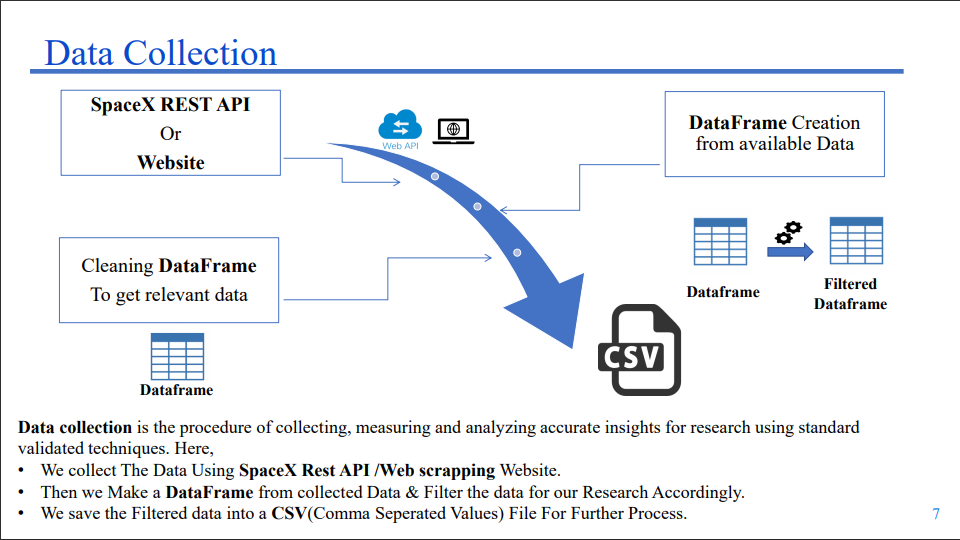 Data Collection
SpaceX REST API
Or
Website
Web API
DataFrame Creation
from available Data
Cleaning DataFrame
To get relevant data
Dataframe
Filtered
Dataframe
CSV
Dataframe
Data collection is the procedure of collecting, measuring and analyzing accurate insights for research using standard
validated techniques. Here,
• We collect The Data Using SpaceX Rest API /Web scrapping Website.
• Then we Make a DataFrame from collected Data & Filter the data for our Research Accordingly.
• We save the Filtered data into a CSV(Comma Seperated Values) File For Further Process.
7